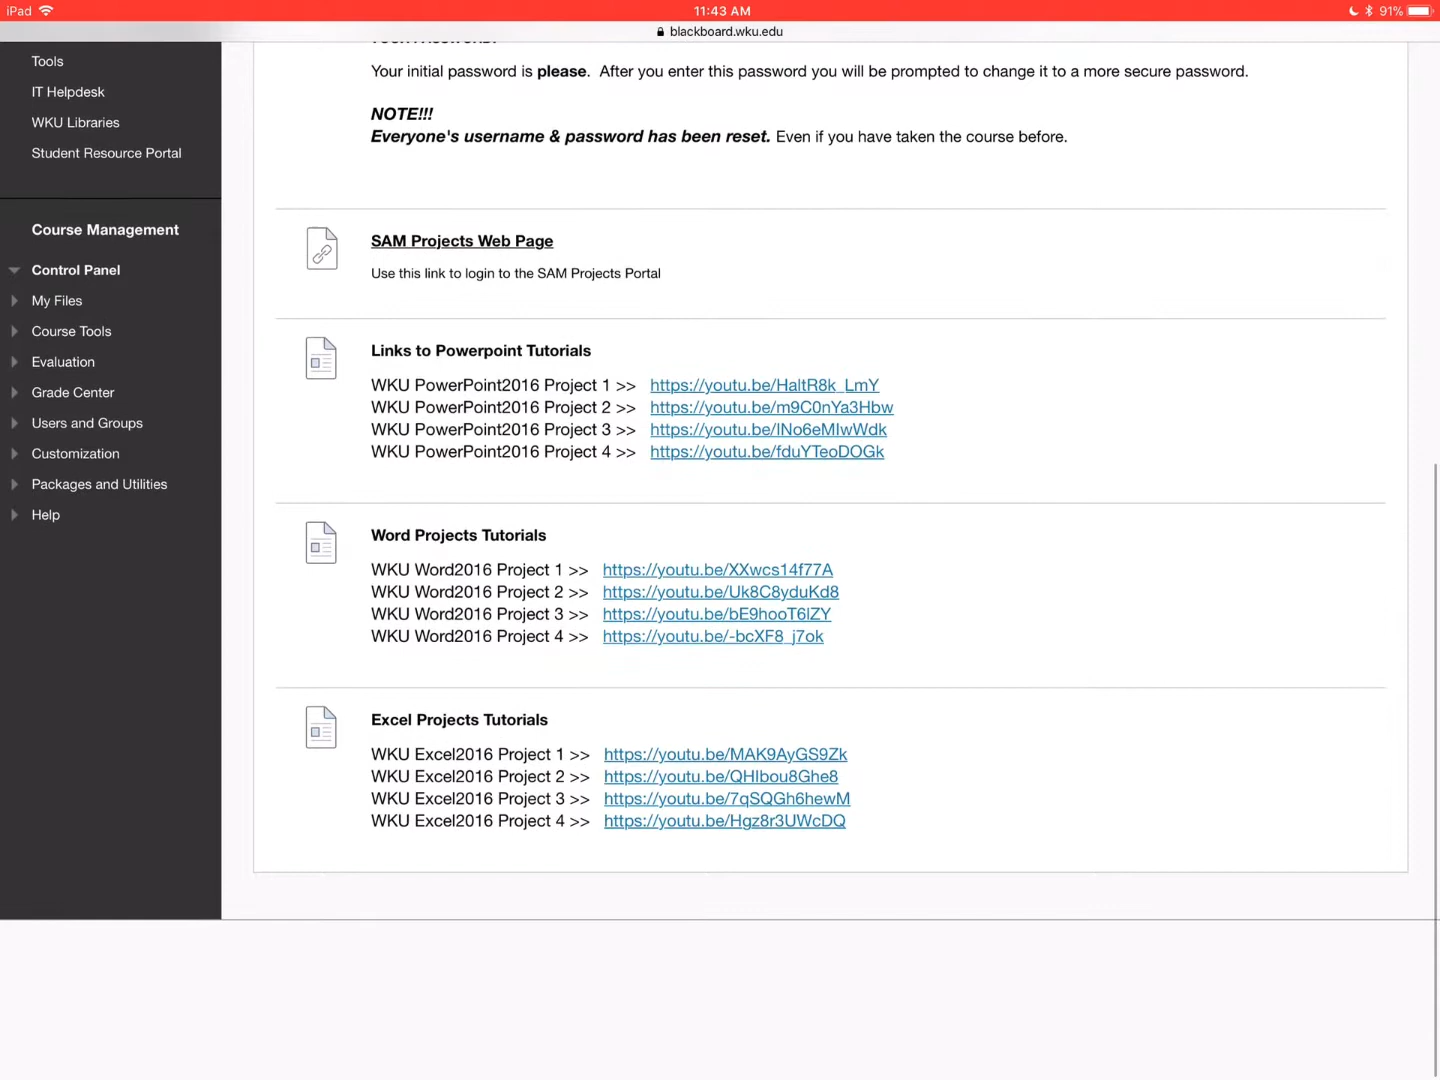 iPad
11:43 AM
91%
blackboard.wku.edu
Tools
IT Helpdesk
WKU Libraries
Student Resource Portal
Course Management
Control Panel
My Files
Course Tools
Evaluation
Grade Center
Users and Groups
Customization
Packages and Utilities
Help
Your initial password is please. After you enter this password you will be prompted to change it to a more secure password.
NOTE!!!
Everyone's username & password has been reset. Even if you have taken the course before.
SAM Projects Web Page
Use this link to login to the SAM Projects Portal
Links to Powerpoint Tutorials
WKU PowerPoint2016 Project 1 >> https://youtu.be/HaltR8k_LmY
WKU PowerPoint2016 Project 2 >> https://youtu.be/m9C0nYa3Hbw
WKU PowerPoint2016 Project 3 >> https://youtu.be/lNo6eMIwWdk
WKU PowerPoint2016 Project 4 >> https://youtu.be/fduYTeoDOGk
Word Projects Tutorials
WKU Word2016 Project 1 >> https://youtu.be/XXwcs14f77A
WKU Word2016 Project 2 >> https://youtu.be/Uk8C8yduKd8
WKU Word2016 Project 3 >> https://youtu.be/bE9hooT6lZY
WKU Word2016 Project 4 >> https://youtu.be/-bcXF8_j7ok
Excel Projects Tutorials
WKU Excel2016 Project 1 >> https://youtu.be/MAK9AyGS9Zk
WKU Excel2016 Project 2 >> https://youtu.be/QHIbou8Ghe8
WKU Excel2016 Project 3 >> https://youtu.be/7qSQGh6hewM
WKU Excel2016 Project 4 >> https://youtu.be/Hgz8r3UWcDQ